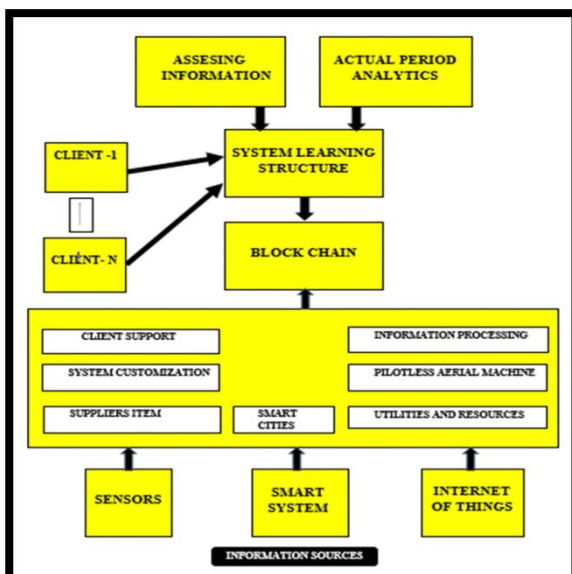 ASSESING
INFORMATION
ACTUAL PERIOD
ANALYTICS
CLIENT -1
SYSTEM LEARNING
STRUCTURE
CLIENT- N
BLOCK CHAIN
CLIENT SUPPORT
INFORMATION PROCESSING
SYSTEM CUSTOMIZATION
PILOTLESS AERIAL MACHINE
SUPPLIERS ITEM
SMART
CITIES
UTILITIES AND RESOURCES
SENSORS
SMART
SYSTEM
INTERNET
OF THINGS
INFORMATION SOURCES